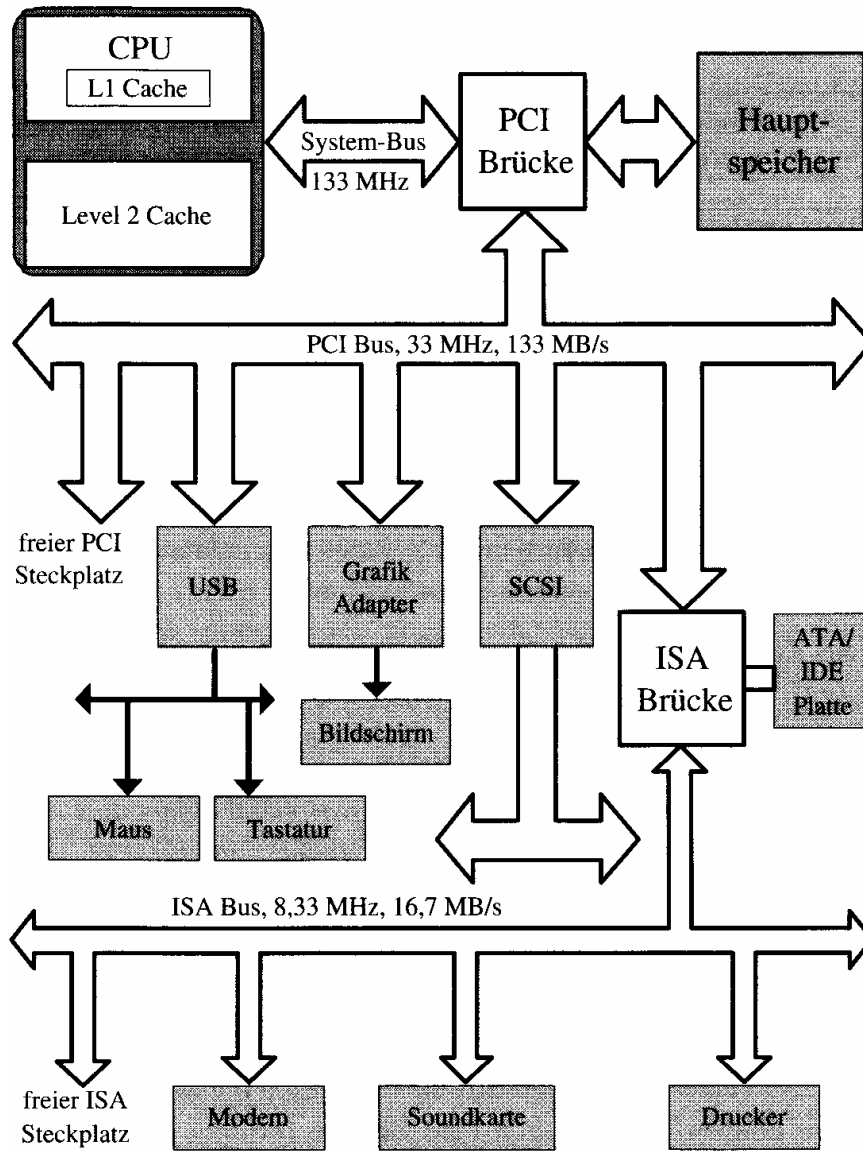 CPU
L1 Cache
Level 2 Cache
System-Bus
133 MHz
PCI
Brücke
Haupt-
speicher
PCI Bus, 33 MHz, 133 MB/s
freier PCI
Steckplatz
USB
Grafik
Adapter
SCSI
ISA
Brücke
ATA/
IDE
Platte
Bildschirm
Maus
Tastatur
ISA Bus, 8,33 MHz, 16,7 MB/s
freier ISA
Steckplatz
Modem
Soundkarte
Drucker